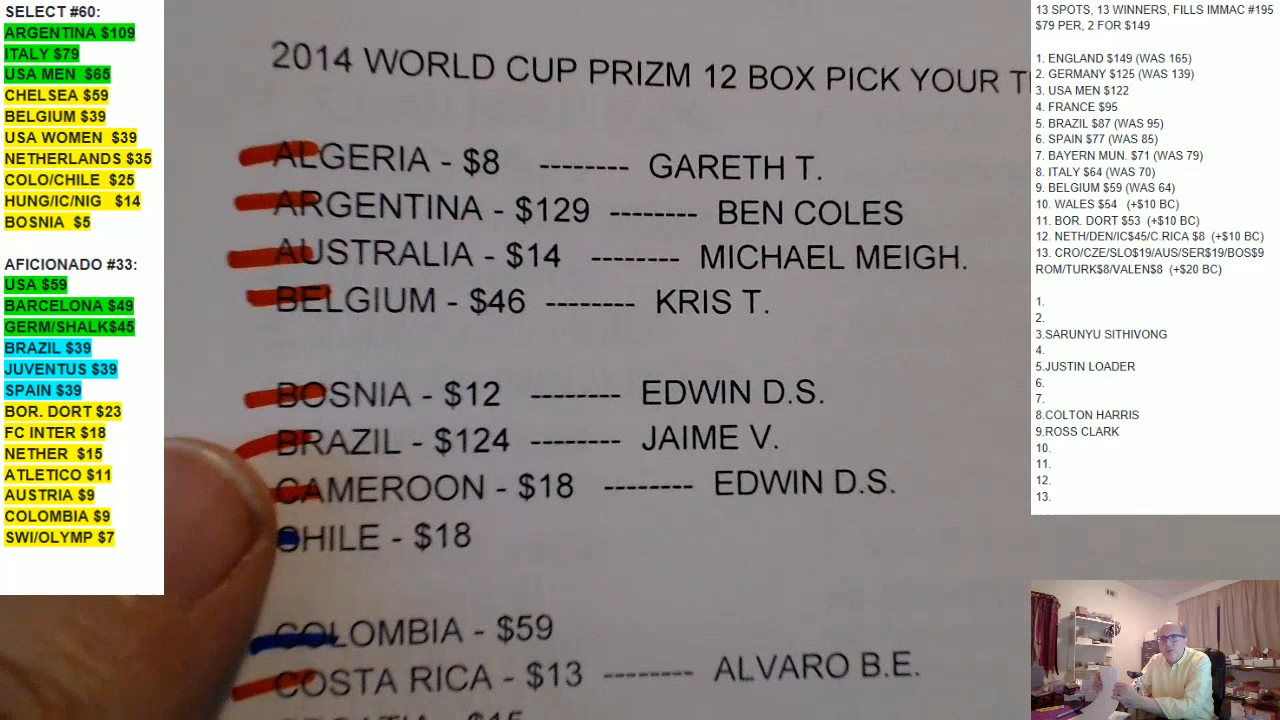 SELECT #60:
ARGENTINA $109
ITALY $79
USA MEN $65
CHELSEA $59
BELGIUM $39
USA WOMEN $39
NETHERLANDS $35
COLO/CHILE $25
HUNG/IC/NIG $14
BOSNIA $5
AFICIONADO #33:
USA $59
BARCELONA $49
GERM/SHALK$45
BRAZIL $39
JUVENTUS $39
SPAIN $39
BOR. DORT $23
FC INTER $18
NETHER $15
ATLETICO $11
AUSTRIA $9
COLOMBIA $9
SWI/OLYMP $7
2014 WORLD CUP PRIZM 12 BOX PICK YOUR
ALGERIA - $8 -------- GARETH T.
ARGENTINA - $129 -------- BEN COLES
AUSTRALIA - $14 -------- MICHAEL MEIGH.
BELGIUM - $46 -------- KRIS T.
BOSNIA - $12 -------- EDWIN D.S.
BRAZIL - $124 -------- JAIME V.
CAMEROON - $18 -------- EDWIN D.S.
CHILE - $18
COLOMBIA - $59
COSTA RICA - $13 -------- ALVARO B.E.
13 SPOTS, 13 WINNERS, FILLS IMMAC #195
$79 PER, 2 FOR $149
1. ENGLAND $149 (WAS 165)
2. GERMANY $125 (WAS 139)
3. USA MEN $122
4. FRANCE $95
5. BRAZIL $87 (WAS 95)
6. SPAIN $77 (WAS 85)
7. BAYERN MUN. $71 (WAS 79)
8. ITALY $64 (WAS 70)
9. BELGIUM $59 (WAS 64)
10. WALES $54 (+$10 BC)
11. BOR. DORT $53 (+$10 BC)
12. NETH/DEN/IC$45/C.RICA $8 (+$10 BC)
13. CRO/CZE/SLO$19/AUS/SER$19/BOS$9
ROM/TURK$8/VALEN$8 (+$20 BC)
1.
2.
3.SARUNYU SITHIVONG
4.
5.JUSTIN LOADER
6.
7.
8.COLTON HARRIS
9.ROSS CLARK
10.
11.
12.
13.